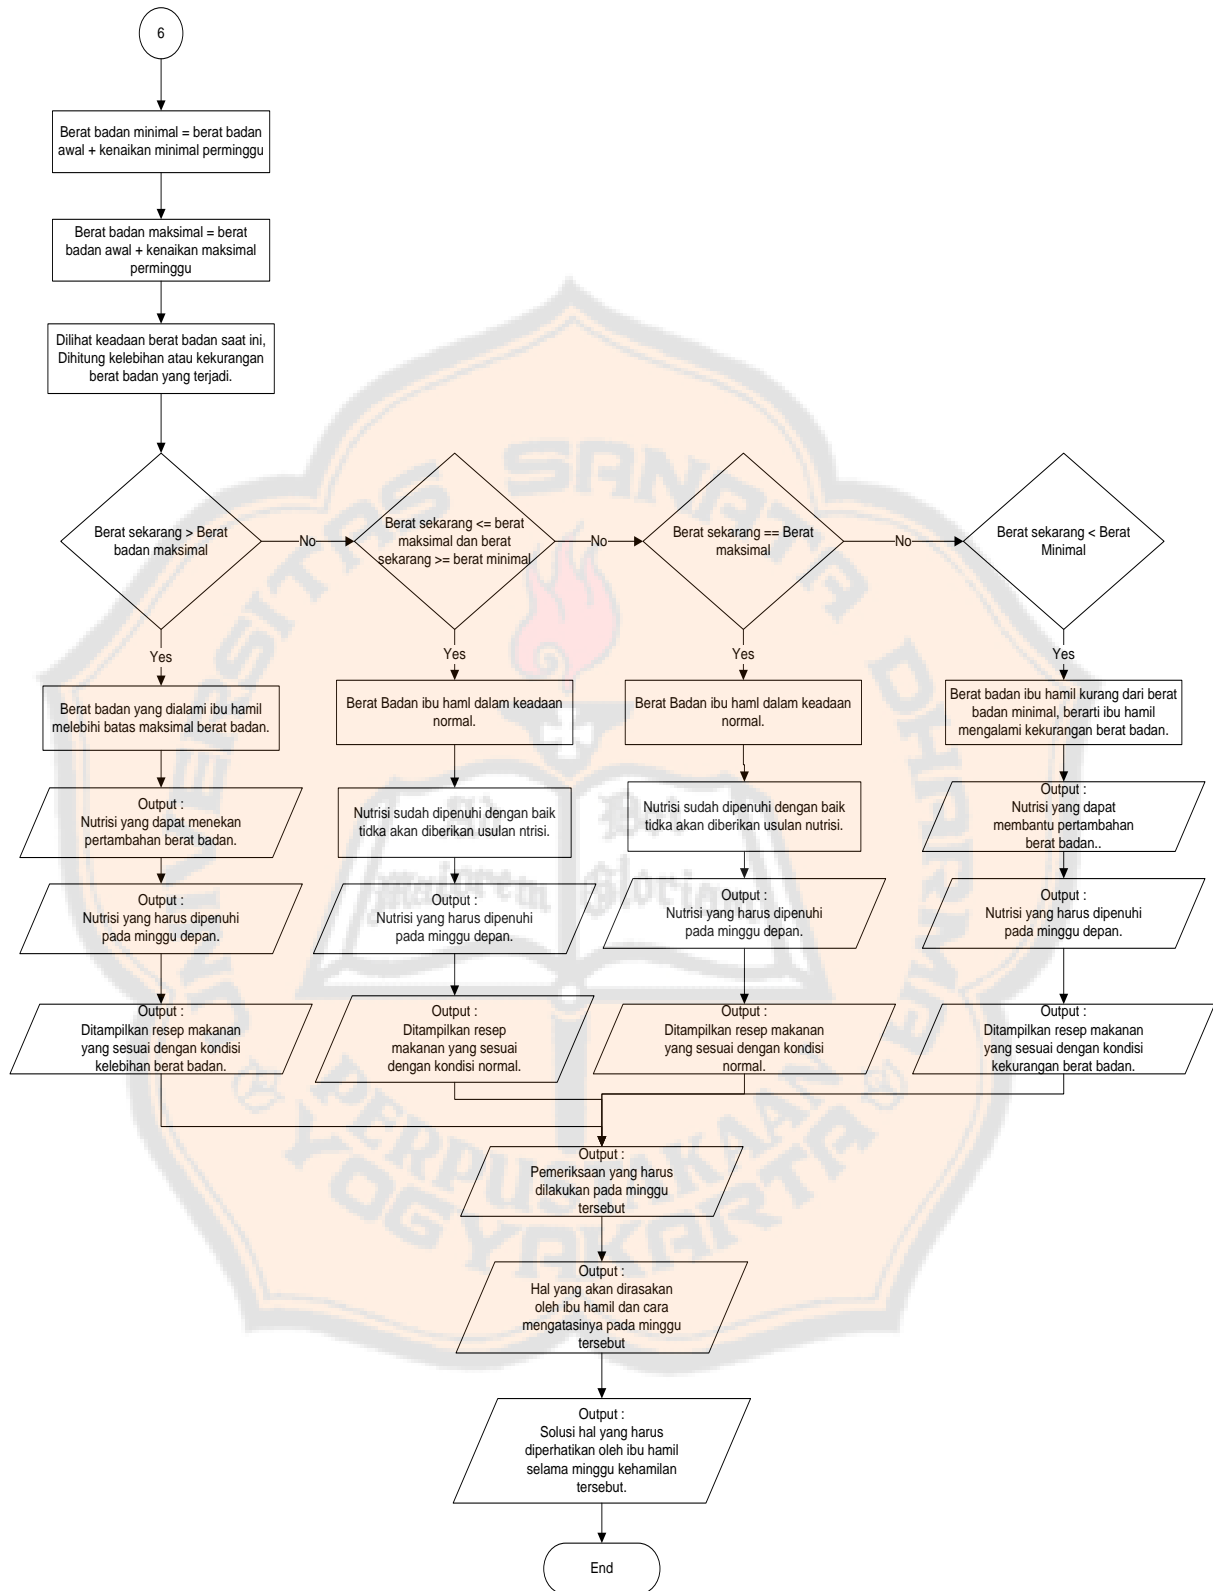 6
Berat badan minimal = berat badan
awal + kenaikan minimal perminggu
Berat badan maksimal = berat
badan awal + kenaikan maksimal
perminggu
Dilihat keadaan berat badan saat ini,
Dihitung kelebihan atau kekurangan
berat badan yang terjadi.
Berat sekarang > Berat
badan maksimal
No
Berat sekarang <= berat
maksimal dan berat
sekarang >= berat minimal
No
Berat sekarang == Berat
maksimal
No
Berat sekarang < Berat
Minimal
Yes
Yes
Yes
Yes
Berat badan yang dialami ibu hamil
melebihi batas maksimal berat badan.
Berat Badan ibu haml dalam keadaan
normal.
Berat Badan ibu haml dalam keadaan
normal.
Berat badan ibu hamil kurang dari berat
badan minimal, berarti ibu hamil
mengalami kekurangan berat badan.
Output :
Nutrisi yang dapat menekan
pertambahan berat badan.
Nutrisi sudah dipenuhi dengan baik
tidka akan diberikan usulan ntrisi.
Nutrisi sudah dipenuhi dengan baik
tidka akan diberikan usulan nutrisi.
Output :
Nutrisi yang dapat
membantu pertambahan
berat badan..
Output :
Nutrisi yang harus dipenuhi
pada minggu depan.
Output :
Nutrisi yang harus dipenuhi
pada minggu depan.
Output :
Nutrisi yang harus dipenuhi
pada minggu depan.
Output :
Nutrisi yang harus dipenuhi
pada minggu depan.
Output :
Ditampilkan resep makanan
yang sesuai dengan kondisi
kelebihan berat badan.
Output :
Ditampilkan resep
makanan yang sesuai
dengan kondisi normal.
Output :
Ditampilkan resep makanan
yang sesuai dengan kondisi
normal.
Output :
Ditampilkan resep makanan
yang sesuai dengan kondisi
kekurangan berat badan.
Output :
Pemeriksaan yang harus
dilakukan pada minggu
tersebut
Output :
Hal yang akan dirasakan
oleh ibu hamil dan cara
mengatasinya pada minggu
tersebut
Output :
Solusi hal yang harus
diperhatikan oleh ibu hamil
selama minggu kehamilan
tersebut.
End
UNIVERSITAS SANATA DHARMA
Ad Dei
Maiorem Gloriam
PERPUSTAKAAN
YOGYAKARTA